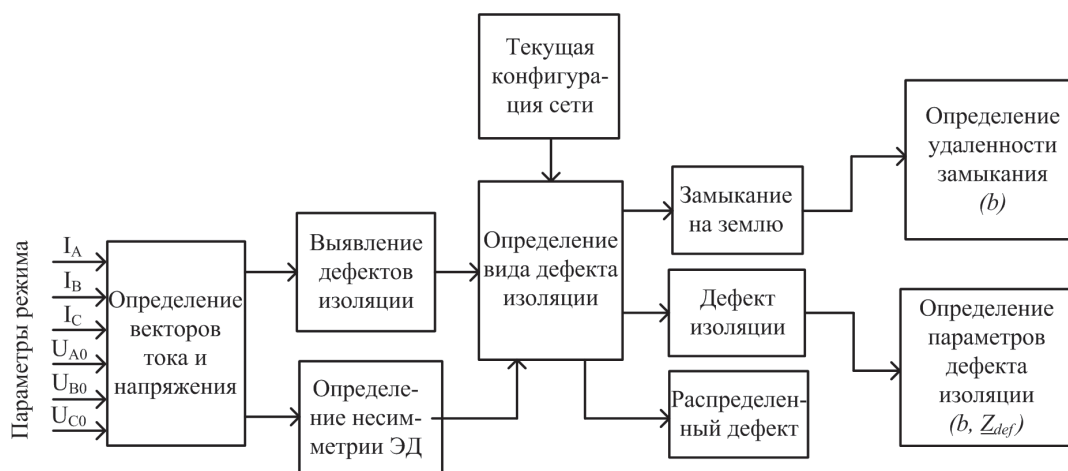 Параметры режима
I_A
I_B
I_C
U_A0
U_B0
U_C0
Определение
векторов
тока и
напряжения
Выявление
дефектов
изоляции
Определе-
ние несим-
метрии ЭД
Текущая
конфигура-
ция сети
Определение
вида дефекта
изоляции
Замыкание
на землю
Дефект
изоляции
Распределен-
ный дефект
Определение
удаленности
замыкания
(b)
Определение
параметров
дефекта
изоляции
(b, Z_def)